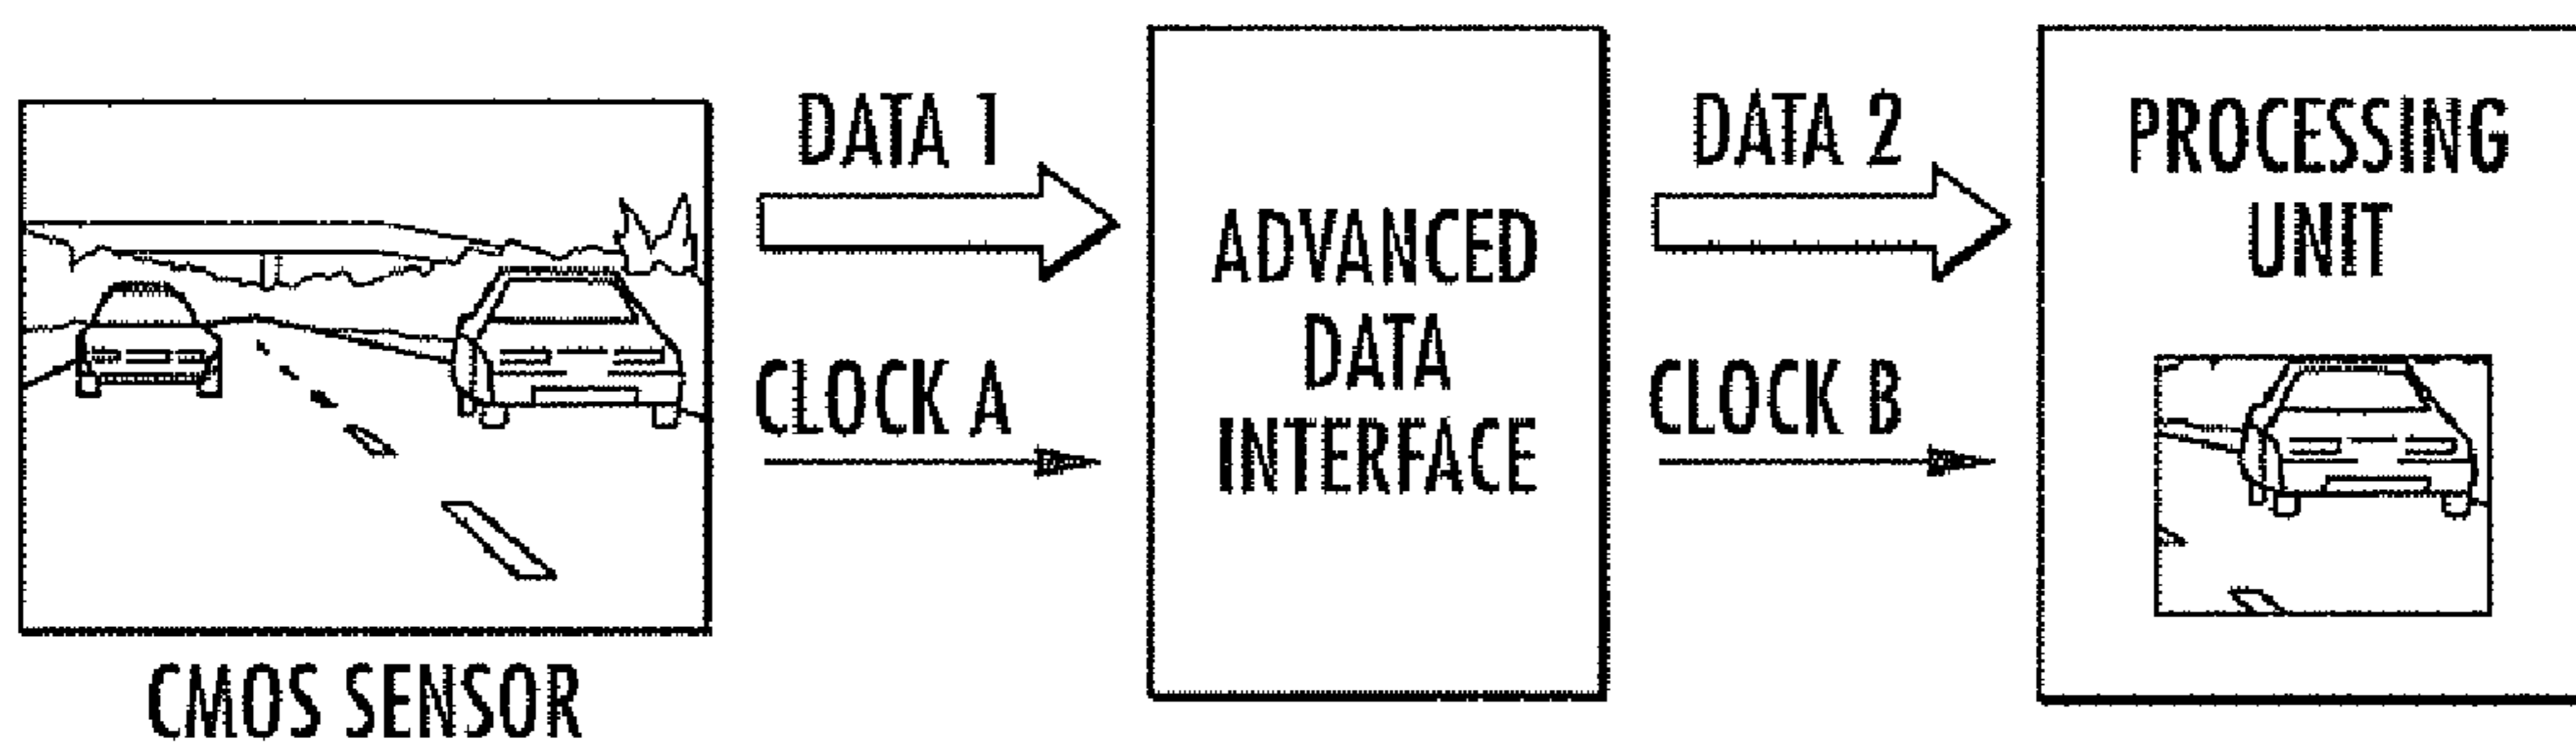 CMOS SENSOR
DATA 1
CLOCK A
ADVANCED
DATA
INTERFACE
DATA 2
CLOCK B
PROCESSING
UNIT